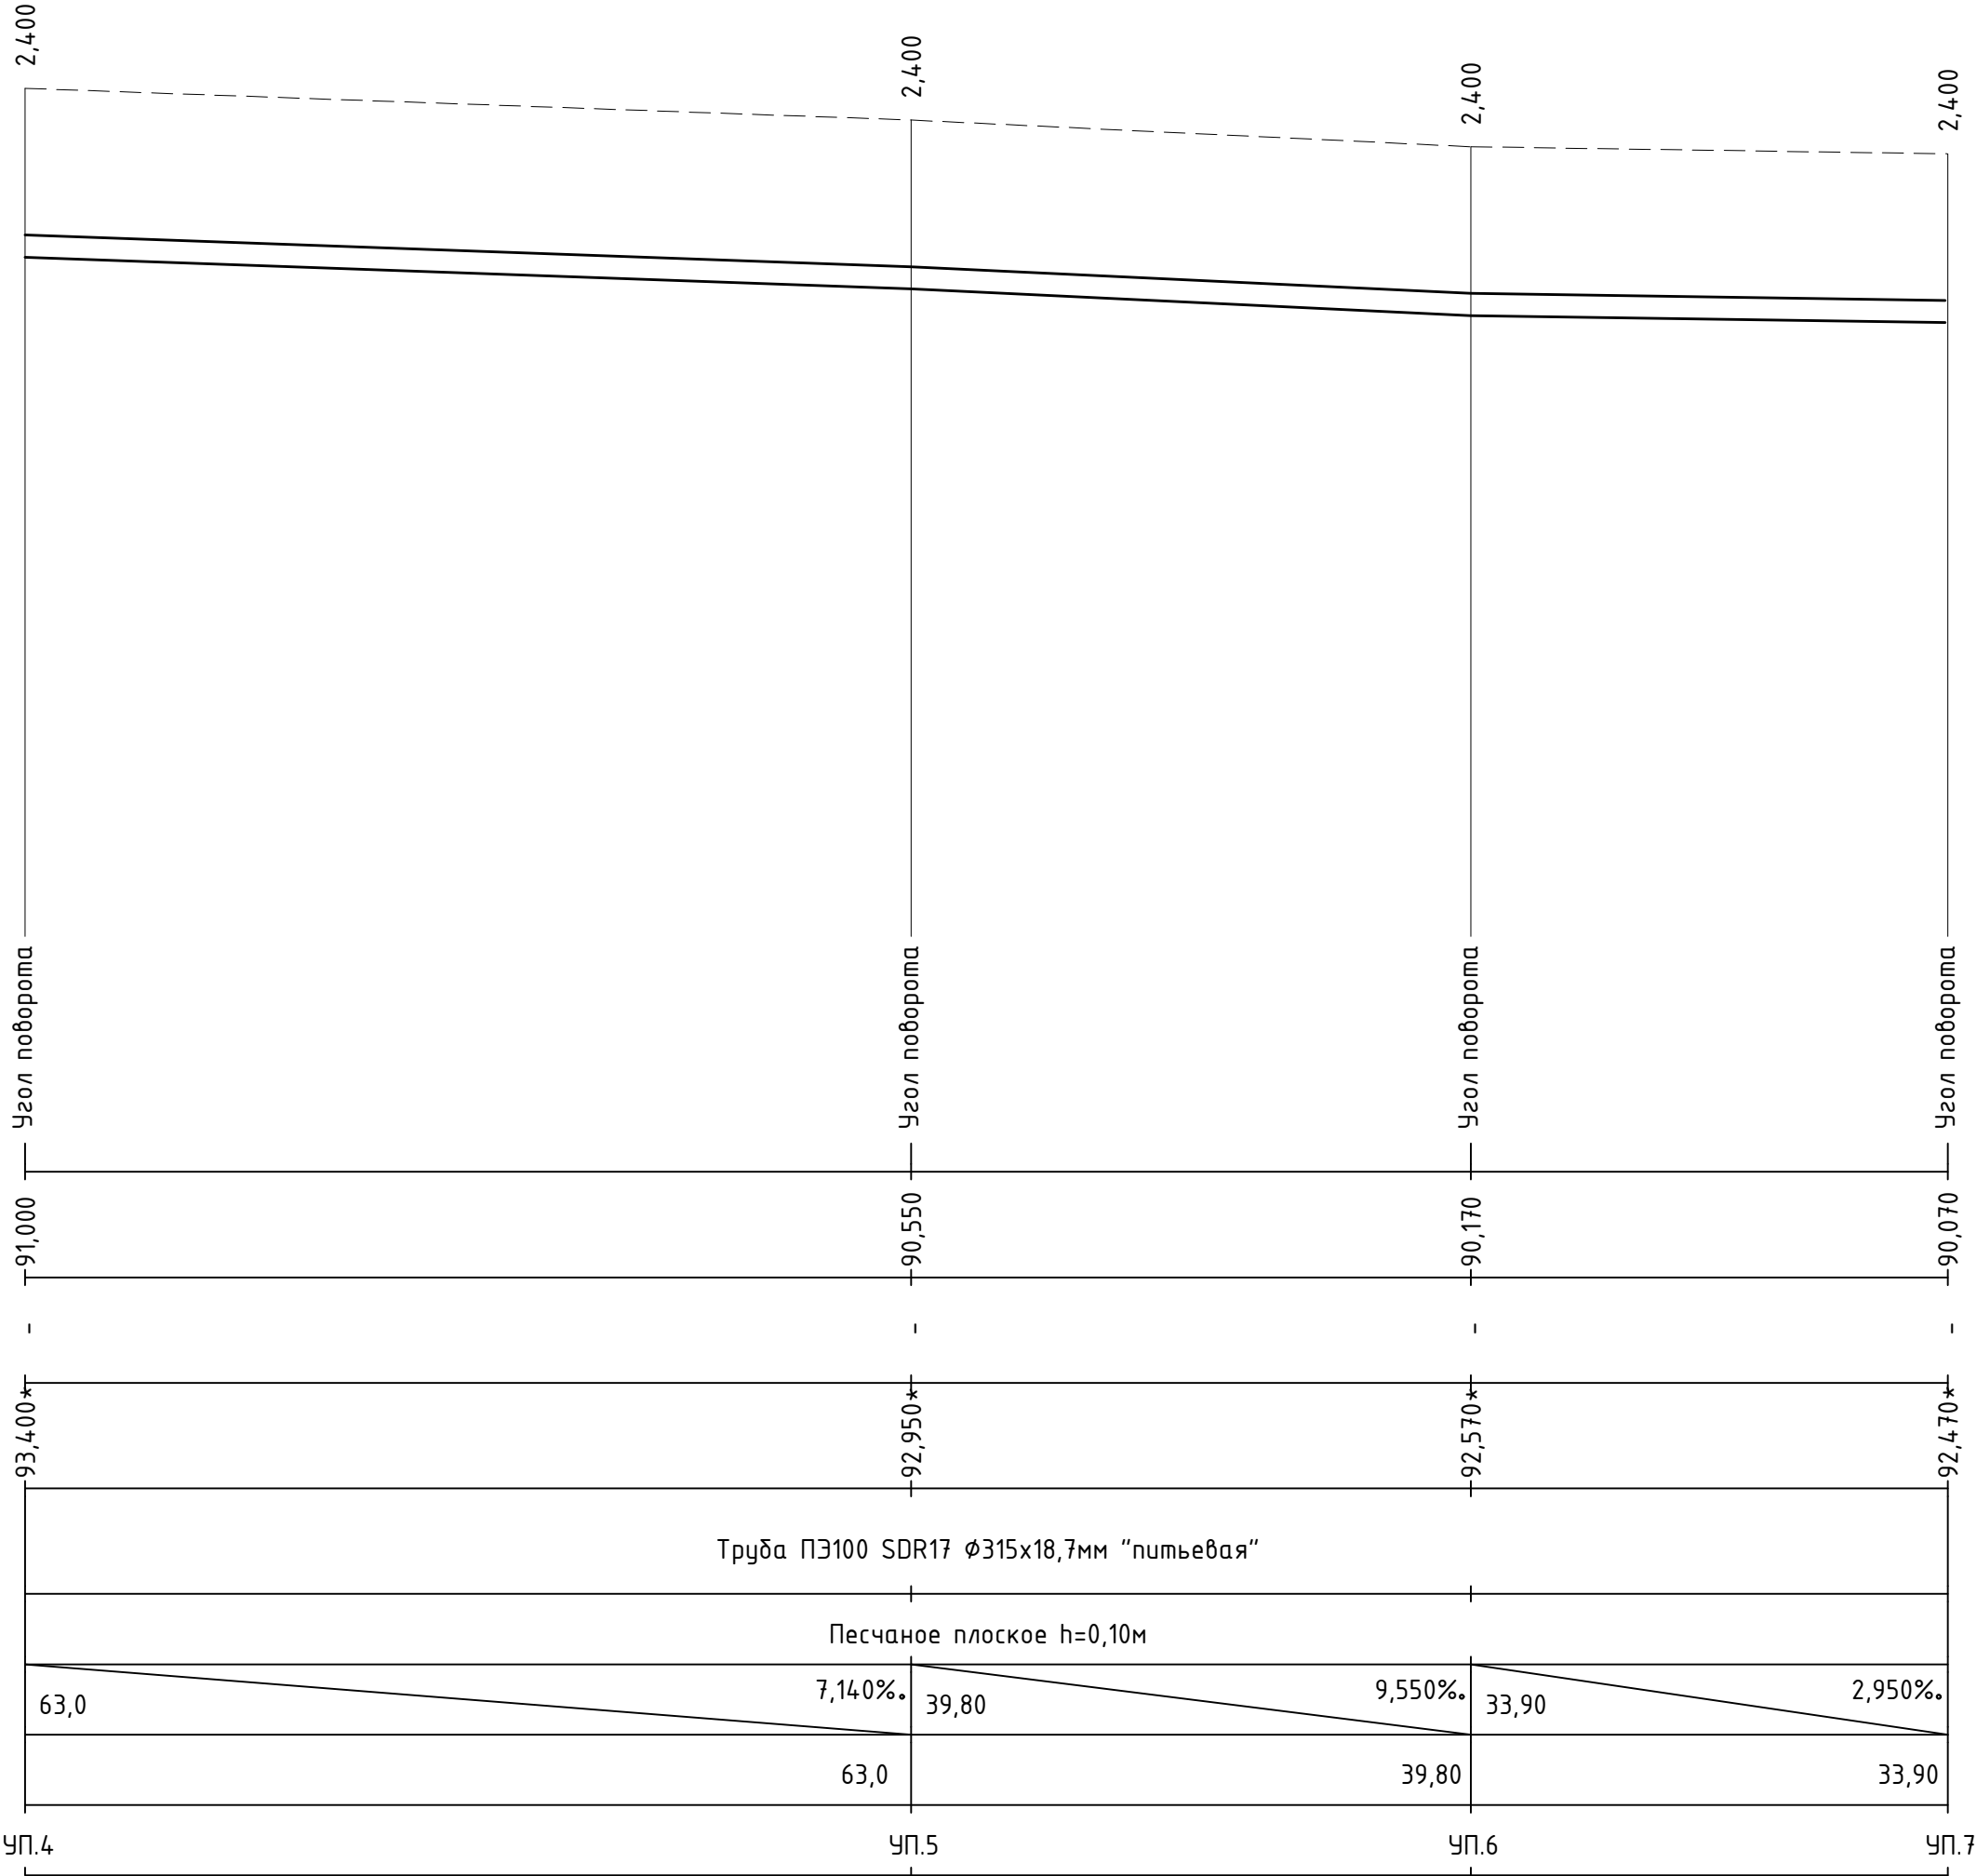 2,400 2,400 2,400 2,400
Угол поворота Угол поворота Угол поворота Угол поворота
91,000 90,550 90,170 90,070
- - - -
93,400* 92,950* 92,570* 92,470*
Труба ПЭ100 SDR17 Ø315х18,7мм "питьевая"
Песчаное плоское h=0,10м
63,0 7,140‰ 39,80 9,550‰ 33,90 2,950‰
63,0 39,80 33,90
УП.4 УП.5 УП.6 УП.7